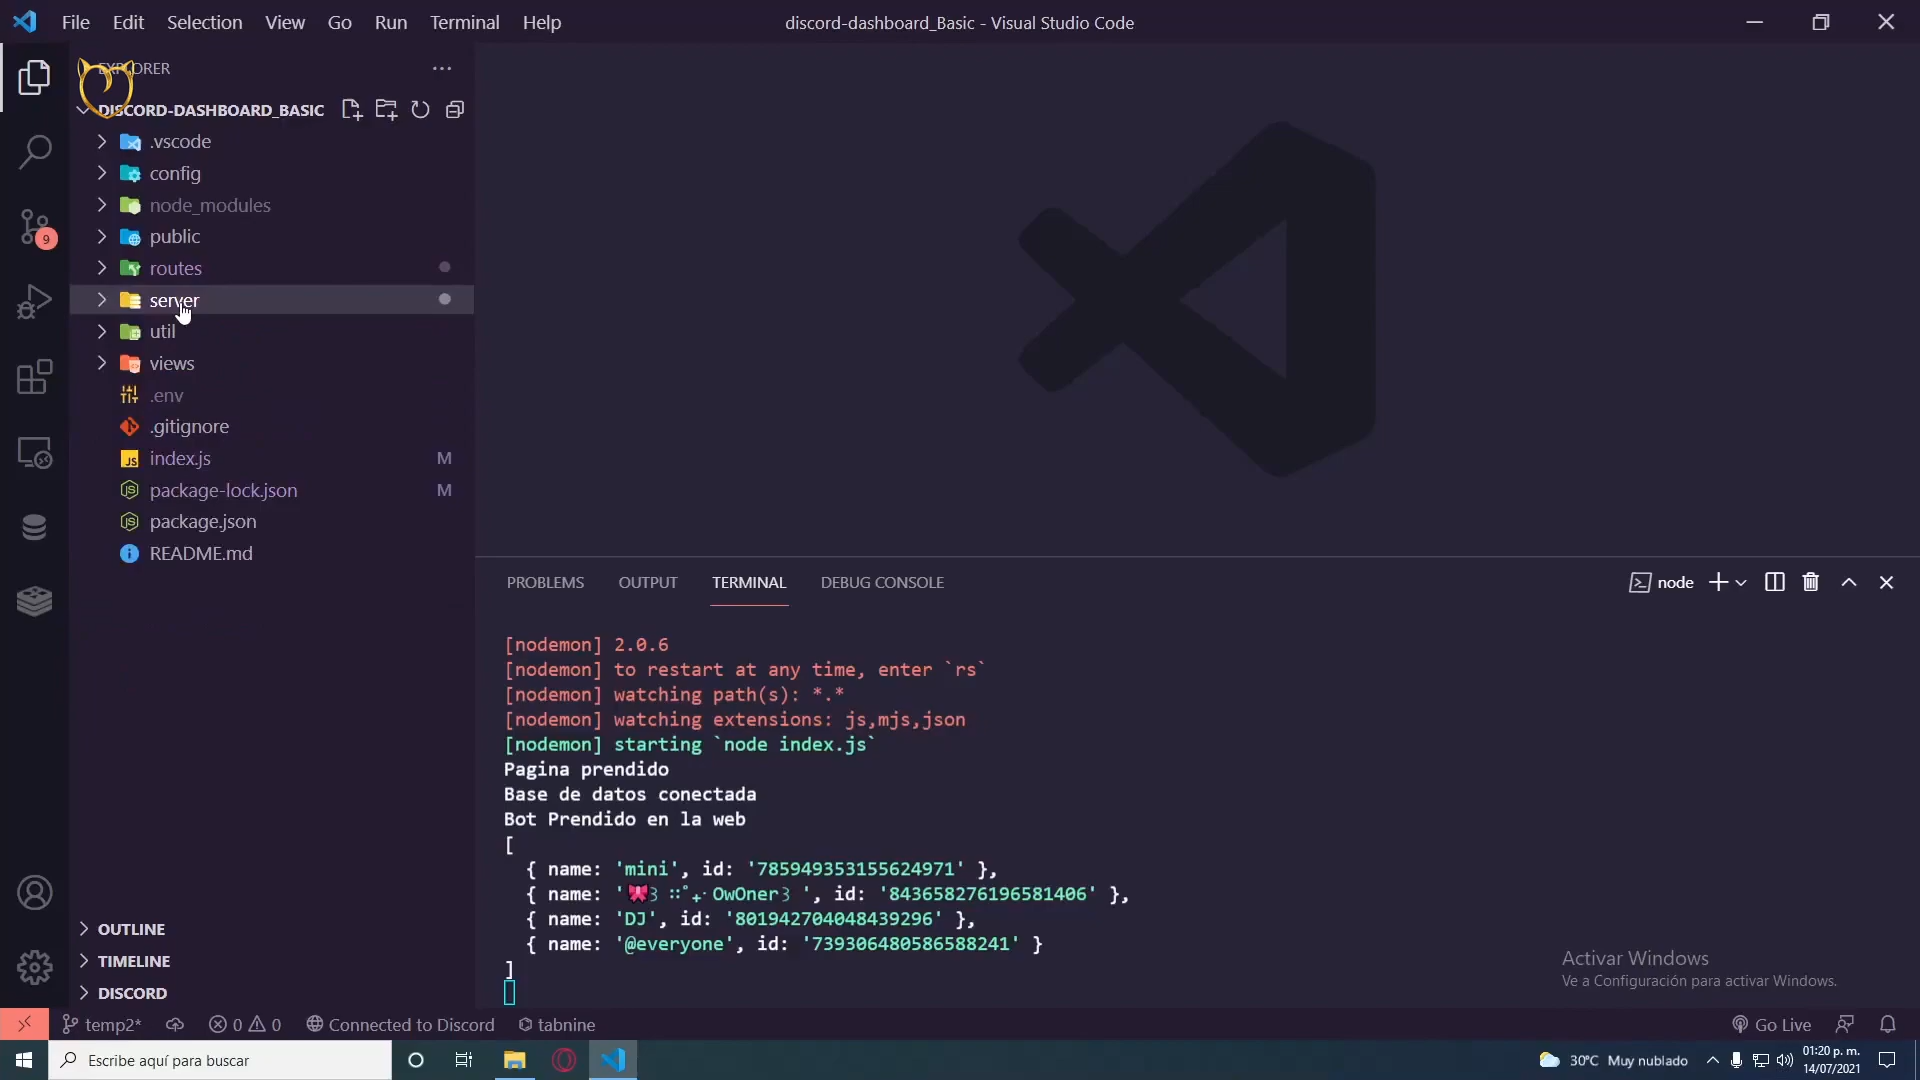 File Edit Selection View Go Run Terminal Help
discord-dashboard_Basic - Visual Studio Code
EXPLORER
DISCORD-DASHBOARD_BASIC
.vscode
config
node_modules
public
routes
server
util
views
.env
.gitignore
index.js M
package-lock.json M
package.json
README.md
OUTLINE
TIMELINE
DISCORD
9
PROBLEMS OUTPUT TERMINAL DEBUG CONSOLE
node
[nodemon] 2.0.6
[nodemon] to restart at any time, enter `rs`
[nodemon] watching path(s): *.*
[nodemon] watching extensions: js,mjs,json
[nodemon] starting `node index.js`
Pagina prendido
Base de datos conectada
Bot Prendido en la web
[
{ name: 'mini', id: '785949353155624971' },
{ name: '🎀꒱ ::˚₊· OwOner꒱ ', id: '843658276196581406' },
{ name: 'DJ', id: '801942704048439296' },
{ name: '@everyone', id: '739306480586588241' }
]
Activar Windows
Ve a Configuración para activar Windows.
temp2* 0 0 Connected to Discord tabnine Go Live
Escribe aquí para buscar
30°C Muy nublado
01:20 p. m.
14/07/2021